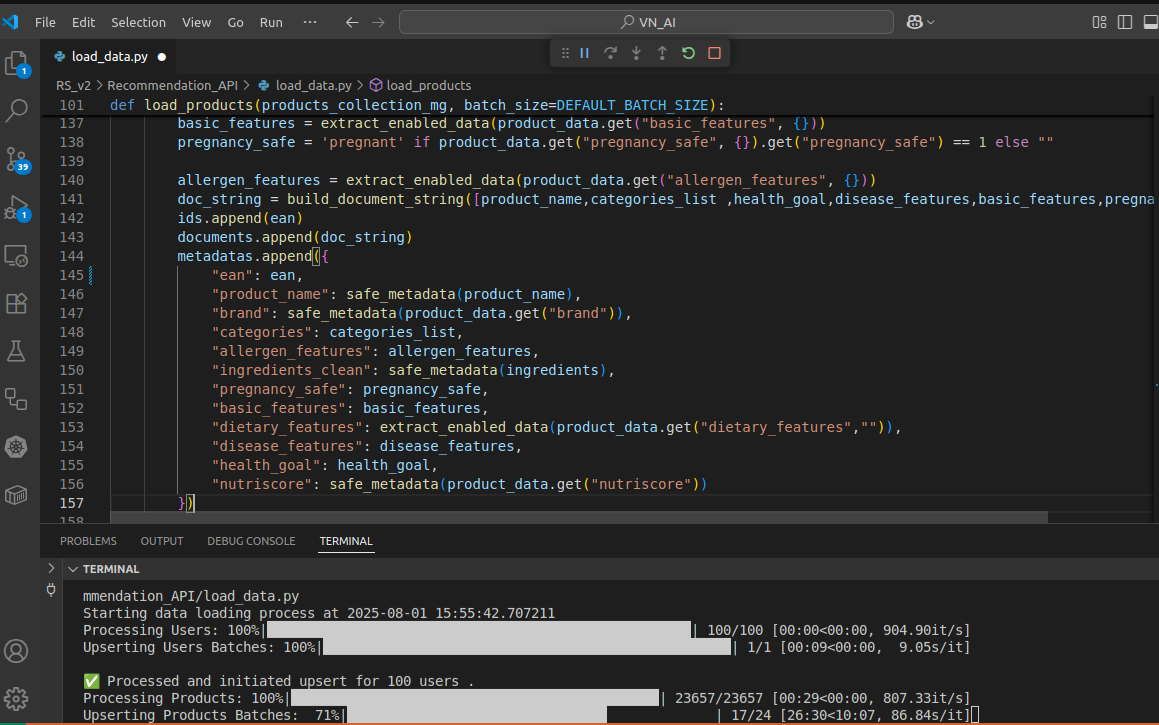 File Edit Selection View Go Run ··· VN_AI
1 load_data.py
RS_v2 > Recommendation_API > load_data.py > load_products
101 def load_products(products_collection_mg, batch_size=DEFAULT_BATCH_SIZE):
137 basic_features = extract_enabled_data(product_data.get("basic_features", {}))
138 pregnancy_safe = 'pregnant' if product_data.get("pregnancy_safe", {}).get("pregnancy_safe") == 1 else ""
139
140 allergen_features = extract_enabled_data(product_data.get("allergen_features", {}))
141 doc_string = build_document_string([product_name,categories_list ,health_goal,disease_features,basic_features,pregna
142 ids.append(ean)
143 documents.append(doc_string)
144 metadatas.append({
145 "ean": ean,
146 "product_name": safe_metadata(product_name),
147 "brand": safe_metadata(product_data.get("brand")),
148 "categories": categories_list,
149 "allergen_features": allergen_features,
150 "ingredients_clean": safe_metadata(ingredients),
151 "pregnancy_safe": pregnancy_safe,
152 "basic_features": basic_features,
153 "dietary_features": extract_enabled_data(product_data.get("dietary_features","")),
154 "disease_features": disease_features,
155 "health_goal": health_goal,
156 "nutriscore": safe_metadata(product_data.get("nutriscore"))
157 })
158
39
1
PROBLEMS OUTPUT DEBUG CONSOLE TERMINAL
TERMINAL
mmendation_API/load_data.py
Starting data loading process at 2025-08-01 15:55:42.707211
Processing Users: 100%| | 100/100 [00:00<00:00, 904.90it/s]
Upserting Users Batches: 100%| | 1/1 [00:09<00:00, 9.05s/it]
✅ Processed and initiated upsert for 100 users .
Processing Products: 100%| | 23657/23657 [00:29<00:00, 807.33it/s]
Upserting Products Batches: 71%| | 17/24 [26:30<10:07, 86.84s/it]